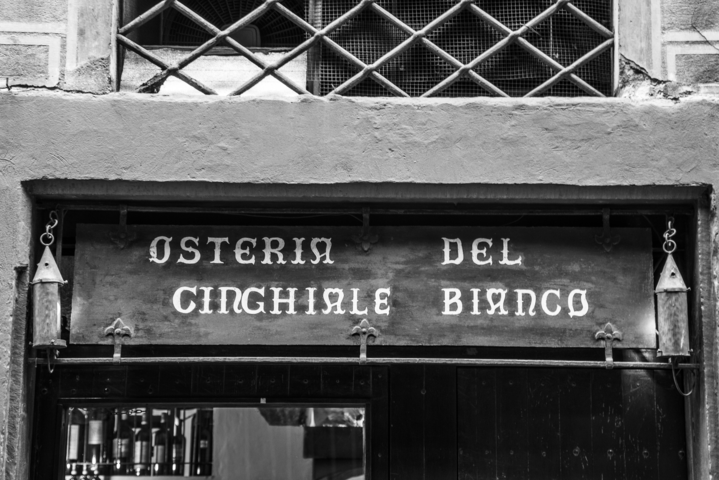 OSTERIA DEL
CINGHIALE BIANCO